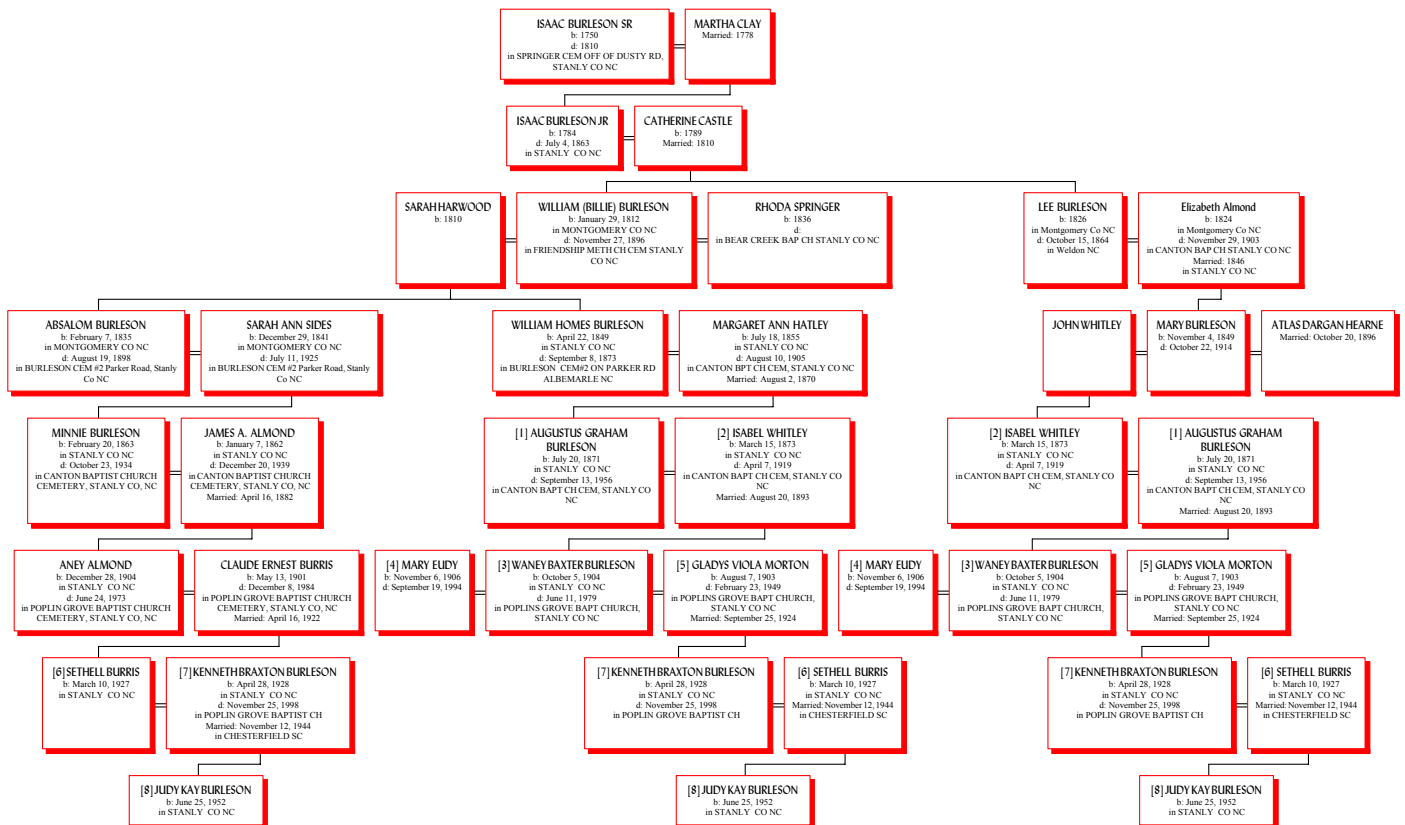 ISAAC BURLESON SR
b: 1750
d: 1810
in SPRINGER CEM OFF OF DUSTY RD,
STANLY CO NC
MARTHA CLAY
Married: 1778
ISAAC BURLESON JR
b: 1784
d: July 4, 1863
in STANLY CO NC
CATHERINE CASTLE
b: 1789
Married: 1810
SARAH HARWOOD
b: 1810
WILLIAM (BILLIE) BURLESON
b: January 29, 1812
in MONTGOMERY CO NC
d: November 27, 1896
in FRIENDSHIP METH CH CEM STANLY
CO NC
RHODA SPRINGER
b: 1836
d:
in BEAR CREEK BAP CH STANLY CO NC
LEE BURLESON
b: 1826
in Montgomery Co NC
d: October 15, 1864
in Weldon NC
Elizabeth Almond
b: 1824
in Montgomery Co NC
d: November 29, 1903
in CANTON BAP CH STANLY CO NC
Married: 1846
in STANLY CO NC
ABSALOM BURLESON
b: February 7, 1835
in MONTGOMERY CO NC
d: August 19, 1898
in BURLESON CEM #2 Parker Road, Stanly
Co NC
SARAH ANN SIDES
b: December 29, 1841
in MONTGOMERY CO NC
d: July 11, 1925
in BURLESON CEM #2 Parker Road, Stanly
Co NC
WILLIAM HOMES BURLESON
b: April 22, 1849
in STANLY CO NC
d: September 8, 1873
in BURLESON CEM#2 ON PARKER RD
ALBEMARLE NC
MARGARET ANN HATLEY
b: July 18, 1855
in STANLY CO NC
d: August 10, 1905
in CANTON BPT CH CEM, STANLY CO NC
Married: August 2, 1870
JOHN WHITLEY
MARY BURLESON
b: November 4, 1849
d: October 22, 1914
ATLAS DARGAN HEARNE
Married: October 20, 1896
MINNIE BURLESON
b: February 20, 1863
in STANLY CO NC
d: October 23, 1934
in CANTON BAPTIST CHURCH
CEMETERY, STANLY CO, NC
JAMES A. ALMOND
b: January 7, 1862
in STANLY CO NC
d: December 20, 1939
in CANTON BAPTIST CHURCH
CEMETERY, STANLY CO, NC
Married: April 16, 1882
[1] AUGUSTUS GRAHAM
BURLESON
b: July 20, 1871
in STANLY CO NC
d: September 13, 1956
in CANTON BAPT CH CEM, STANLY CO
NC
[2] ISABEL WHITLEY
b: March 15, 1873
in STANLY CO NC
d: April 7, 1919
in CANTON BAPT CH CEM, STANLY CO
NC
Married: August 20, 1893
[2] ISABEL WHITLEY
b: March 15, 1873
in STANLY CO NC
d: April 7, 1919
in CANTON BAPT CH CEM, STANLY CO
NC
[1] AUGUSTUS GRAHAM
BURLESON
b: July 20, 1871
in STANLY CO NC
d: September 13, 1956
in CANTON BAPT CH CEM, STANLY CO
NC
Married: August 20, 1893
ANEY ALMOND
b: December 28, 1904
in STANLY CO NC
d: June 24, 1973
in POPLIN GROVE BAPTIST CHURCH
CEMETERY, STANLY CO, NC
CLAUDE ERNEST BURRIS
b: May 13, 1901
d: December 8, 1984
in POPLIN GROVE BAPTIST CHURCH
CEMETERY, STANLY CO, NC
Married: April 16, 1922
[4] MARY EUDY
b: November 6, 1906
d: September 19, 1994
[3] WANEY BAXTER BURLESON
b: October 5, 1904
in STANLY CO NC
d: June 11, 1979
in POPLINS GROVE BAPT CHURCH,
STANLY CO NC
[5] GLADYS VIOLA MORTON
b: August 7, 1903
d: February 23, 1949
in POPLINS GROVE BAPT CHURCH,
STANLY CO NC
Married: September 25, 1924
[4] MARY EUDY
b: November 6, 1906
d: September 19, 1994
[3] WANEY BAXTER BURLESON
b: October 5, 1904
in STANLY CO NC
d: June 11, 1979
in POPLINS GROVE BAPT CHURCH,
STANLY CO NC
[5] GLADYS VIOLA MORTON
b: August 7, 1903
d: February 23, 1949
in POPLINS GROVE BAPT CHURCH,
STANLY CO NC
Married: September 25, 1924
[6] SETHELL BURRIS
b: March 10, 1927
in STANLY CO NC
[7] KENNETH BRAXTON BURLESON
b: April 28, 1928
in STANLY CO NC
d: November 25, 1998
in POPLIN GROVE BAPTIST CH
Married: November 12, 1944
in CHESTERFIELD SC
[7] KENNETH BRAXTON BURLESON
b: April 28, 1928
in STANLY CO NC
d: November 25, 1998
in POPLIN GROVE BAPTIST CH
[6] SETHELL BURRIS
b: March 10, 1927
in STANLY CO NC
Married: November 12, 1944
in CHESTERFIELD SC
[7] KENNETH BRAXTON BURLESON
b: April 28, 1928
in STANLY CO NC
d: November 25, 1998
in POPLIN GROVE BAPTIST CH
[6] SETHELL BURRIS
b: March 10, 1927
in STANLY CO NC
Married: November 12, 1944
in CHESTERFIELD SC
[8] JUDY KAY BURLESON
b: June 25, 1952
in STANLY CO NC
[8] JUDY KAY BURLESON
b: June 25, 1952
in STANLY CO NC
[8] JUDY KAY BURLESON
b: June 25, 1952
in STANLY CO NC